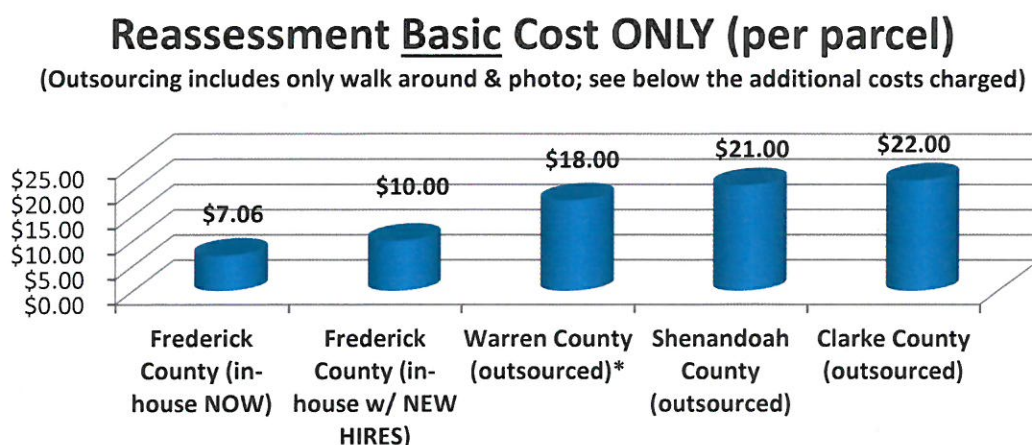 Reassessment Basic Cost ONLY (per parcel)
(Outsourcing includes only walk around & photo; see below the additional costs charged)
$25.00
$20.00
$15.00
$10.00
$5.00
$0.00
$7.06
$10.00
$18.00
$21.00
$22.00
Frederick
County (in-
house NOW)
Frederick
County (in-
house w/ NEW
HIRES)
Warren County
(outsourced)*
Shenandoah
County
(outsourced)
Clarke County
(outsourced)